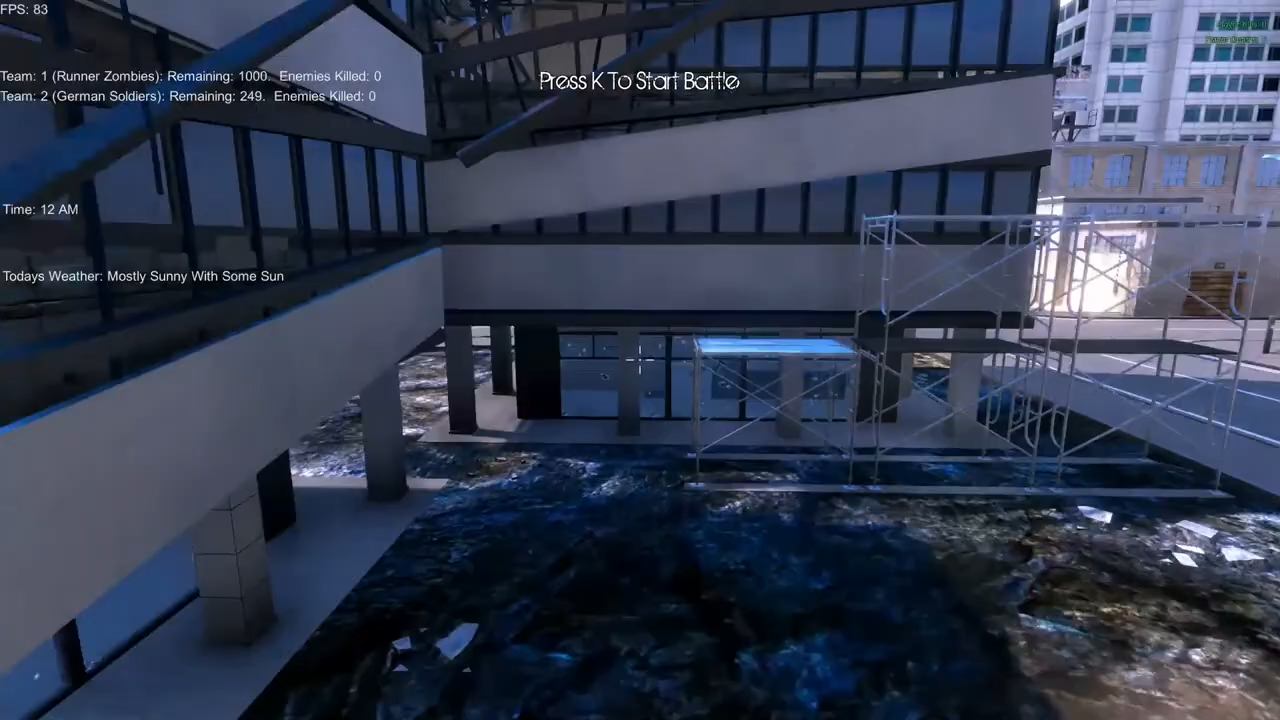 FPS: 83
Team: 1 (Runner Zombies): Remaining: 1000. Enemies Killed: 0
Team: 2 (German Soldiers): Remaining: 249. Enemies Killed: 0
Press K To Start Battle
Time: 12 AM
Todays Weather: Mostly Sunny With Some Sun